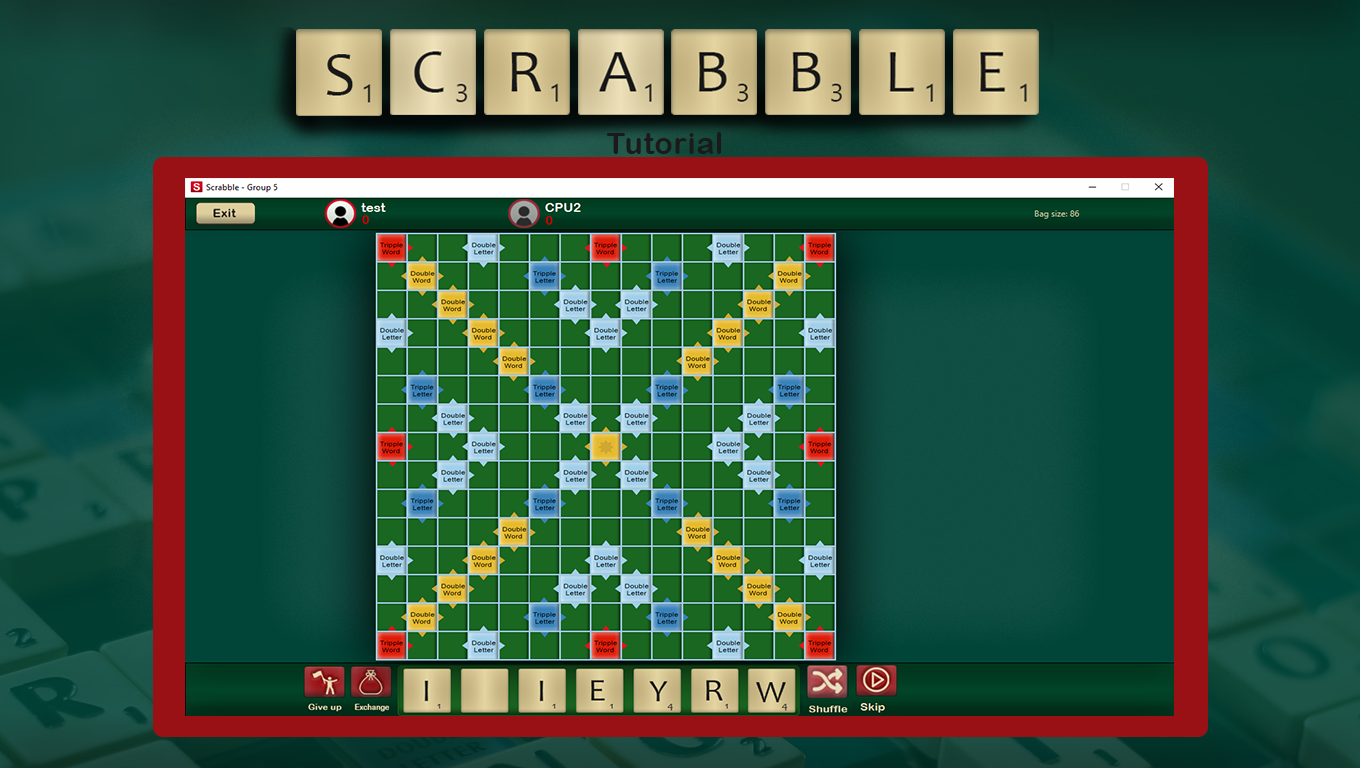 S1 C3 R1 A1 B3 B3 L1 E1
Tutorial
S Scrabble - Group 5
Exit test 0 CPU2 0 Bag size: 86
Tripple Double Tripple Double Tripple
Word Letter Word Letter Word
Double Tripple Tripple Double
Word Letter Letter Word
Double Double Double Double
Word Letter Letter Word
Double Double Double Double Double
Letter Word Letter Word Letter
Double Double
Word Word
Tripple Tripple Tripple Tripple
Letter Letter Letter Letter
Double Double Double Double
Letter Letter Letter Letter
Tripple Double Double Tripple
Word Letter Letter Word
Double Double Double Double
Letter Letter Letter Letter
Tripple Tripple Tripple Tripple
Letter Letter Letter Letter
Double Double
Word Word
Double Double Double Double Double
Letter Word Letter Word Letter
Double Double Double Double
Word Letter Letter Word
Double Tripple Tripple Double
Word Letter Letter Word
Tripple Double Tripple Double Tripple
Word Letter Word Letter Word
I1 I1 E1 Y4 R1 W4
Give up Exchange Shuffle Skip